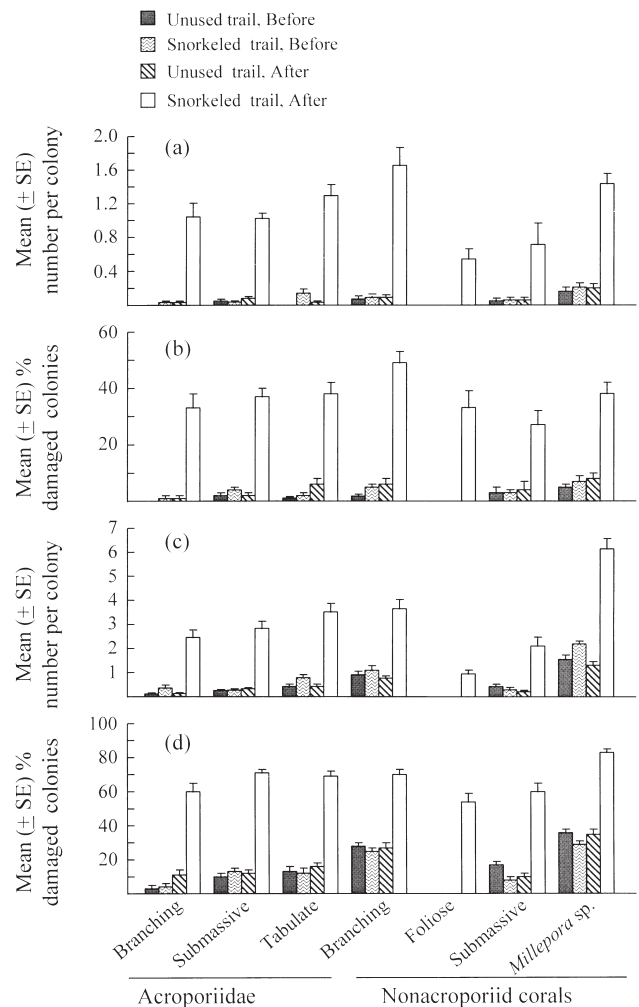 Unused trail, Before
Snorkeled trail, Before
Unused trail, After
Snorkeled trail, After
(a)
Mean (± SE)
number per colony
2.0
1.6
1.2
0.8
0.4
(b)
Mean (± SE) %
damaged colonies
60
40
20
(c)
Mean (± SE)
number per colony
7
6
5
4
3
2
1
(d)
Mean (± SE) %
damaged colonies
100
80
60
40
20
Branching
Submassive
Tabulate
Branching
Foliose
Submassive
Millepora sp.
Acroporiidae
Nonacroporiid corals